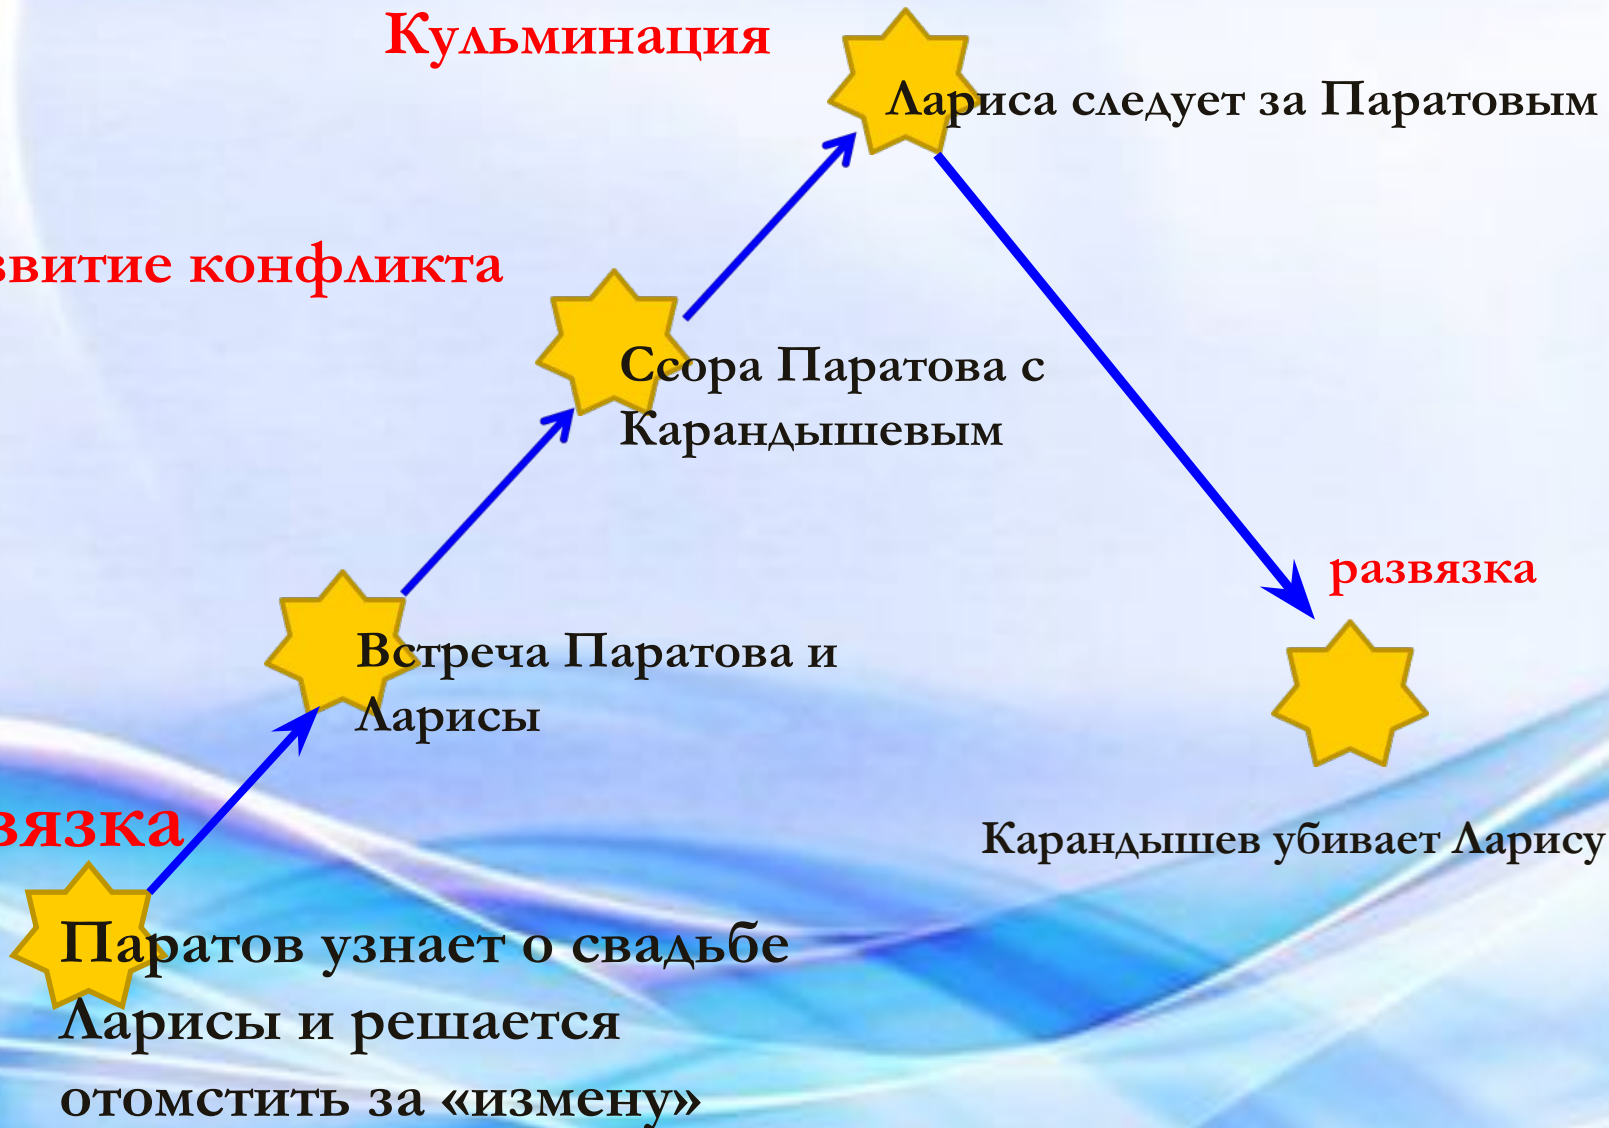 Кульминация
Лариса следует за Паратовым
звитие конфликта
Ссора Паратова с
Карандышевым
развязка
Встреча Паратова и
Ларисы
вязка
Карандышев убивает Ларису
Паратов узнает о свадьбе
Ларисы и решается
отомстить за «измену»